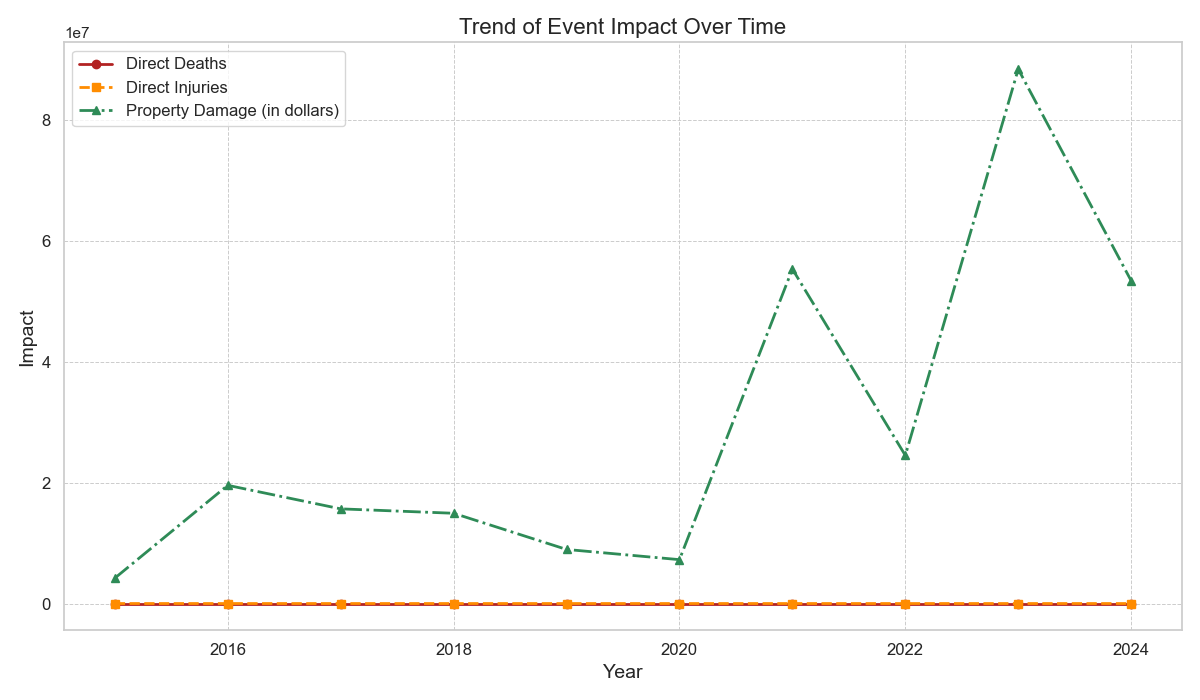 Trend of Event Impact Over Time
1e7
Direct Deaths
Direct Injuries
Property Damage (in dollars)
8
6
4
2
0
Impact
2016 2018 2020 2022 2024
Year